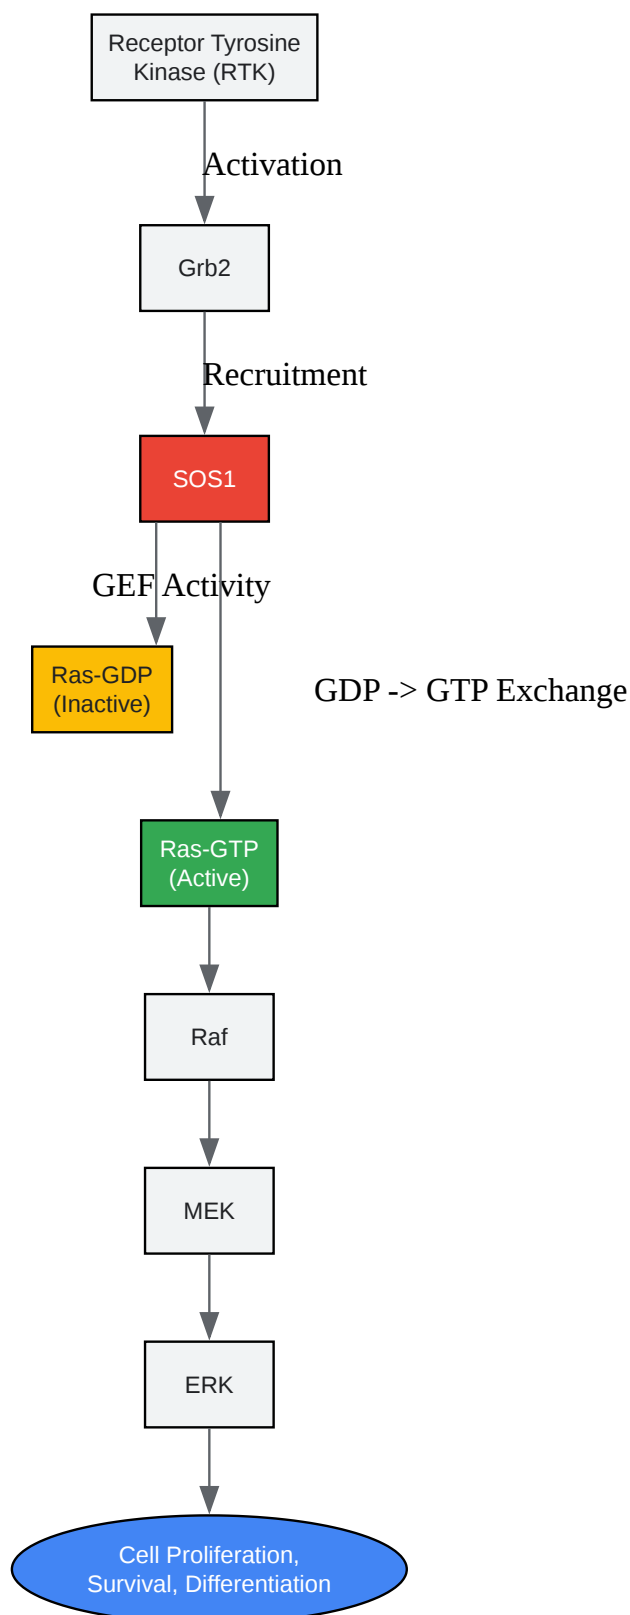 Receptor Tyrosine
Kinase (RTK)
Activation
Grb2
Recruitment
SOS1
GEF Activity
Ras-GDP
(Inactive)
GDP -> GTP Exchange
Ras-GTP
(Active)
Raf
MEK
ERK
Cell Proliferation,
Survival, Differentiation